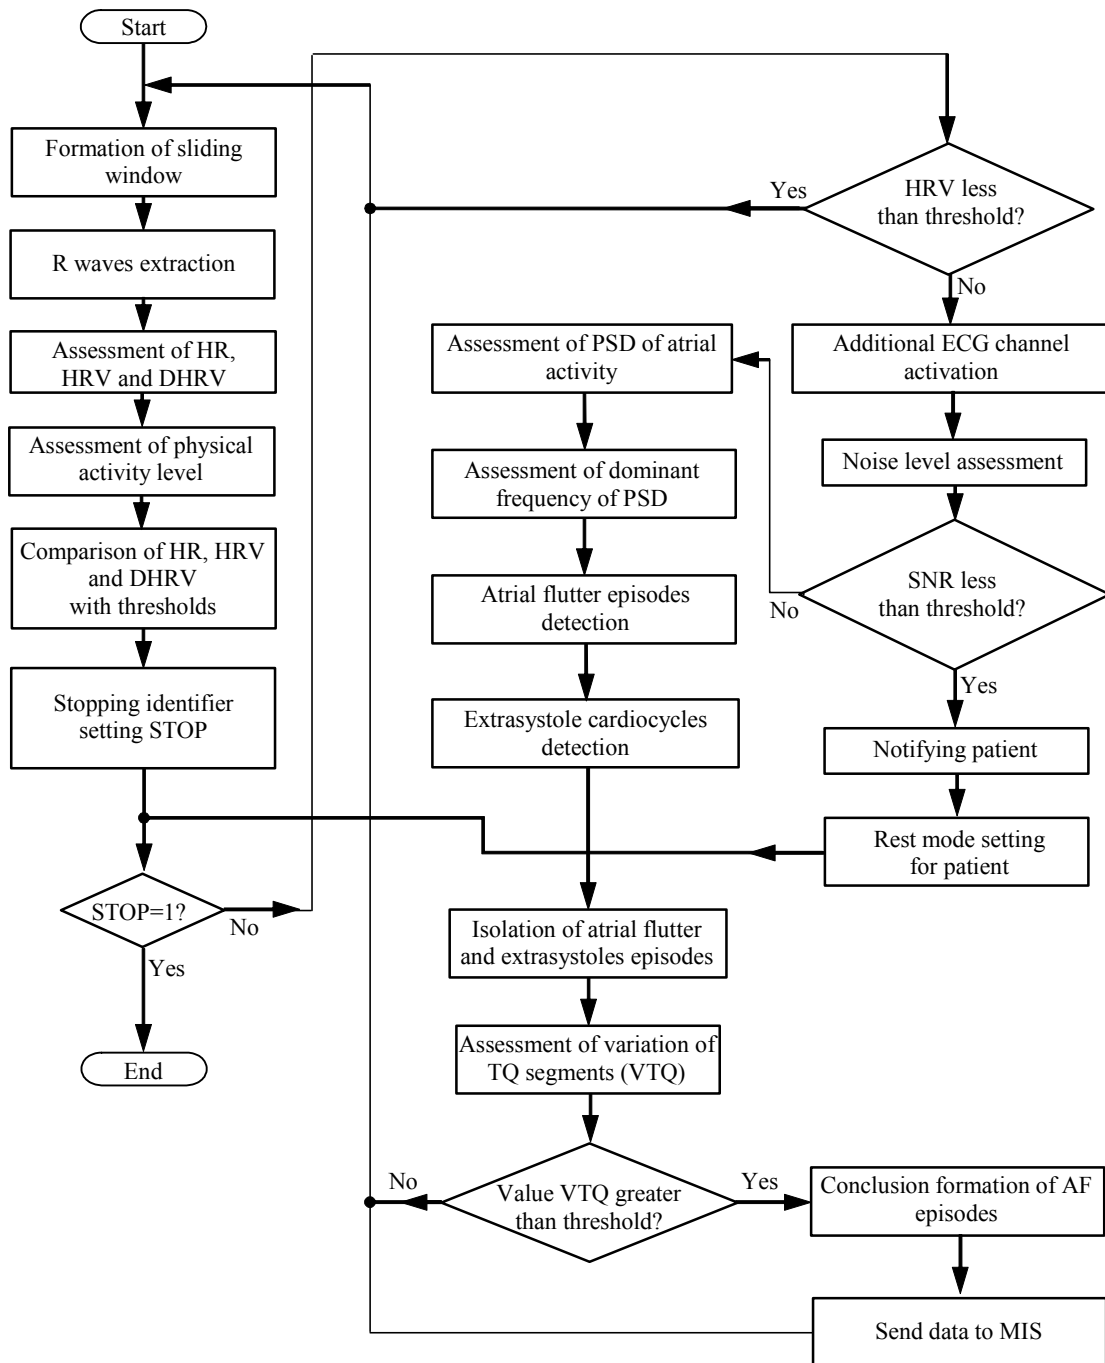 Start
Formation of sliding
window
R waves extraction
Assessment of HR,
HRV and DHRV
Assessment of physical
activity level
Comparison of HR, HRV
and DHRV
with thresholds
Stopping identifier
setting STOP
STOP=1?
No
Yes
End
HRV less
than threshold?
Yes
No
Additional ECG channel
activation
Noise level assessment
SNR less
than threshold?
No
Yes
Notifying patient
Rest mode setting
for patient
Assessment of PSD of atrial
activity
Assessment of dominant
frequency of PSD
Atrial flutter episodes
detection
Extrasystole cardiocycles
detection
Isolation of atrial flutter
and extrasystoles episodes
Assessment of variation of
TQ segments (VTQ)
Value VTQ greater
than threshold?
No
Yes
Conclusion formation of AF
episodes
Send data to MIS